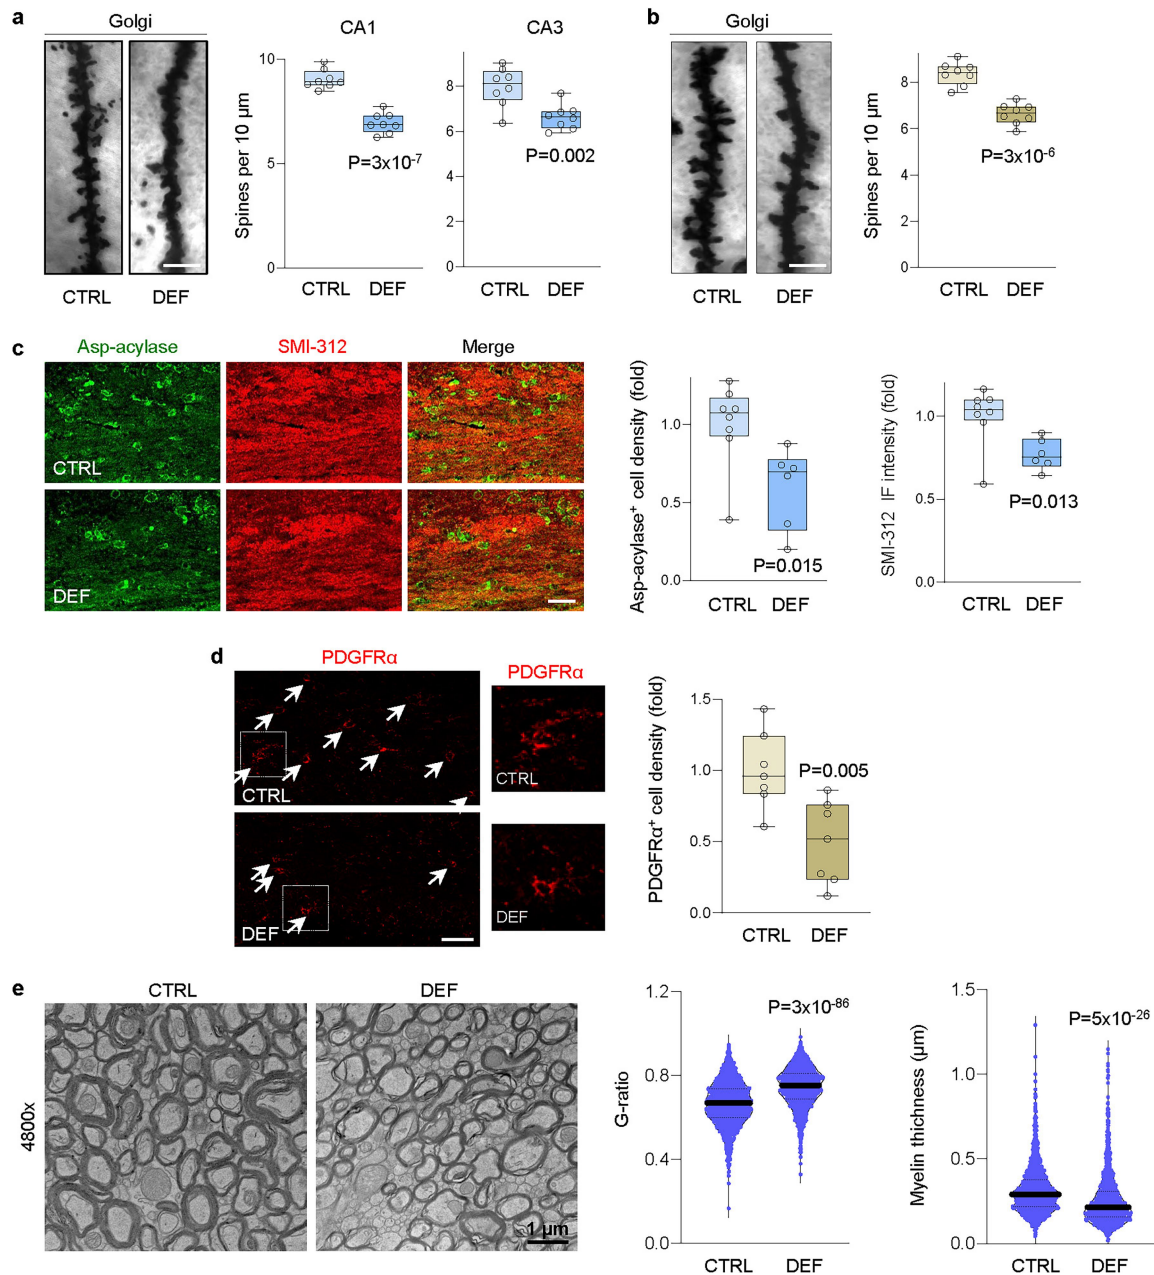 a
Golgi
CTRL
DEF
CA1
Spines per 10 µm
10
5
0
P=3x10-7
CTRL
DEF
CA3
8
6
4
2
0
P=0.002
CTRL
DEF
b
Golgi
CTRL
DEF
Spines per 10 µm
8
6
4
2
0
P=3x10-6
CTRL
DEF
c
Asp-acylase
SMI-312
Merge
CTRL
DEF
Asp-acylase+ cell density (fold)
1.0
0.5
0.0
P=0.015
CTRL
DEF
SMI-312 IF intensity (fold)
1.0
0.5
0.0
P=0.013
CTRL
DEF
d
PDGFRα
PDGFRα
CTRL
CTRL
DEF
DEF
PDGFRα+ cell density (fold)
1.5
1.0
0.5
0.0
P=0.005
CTRL
DEF
e
CTRL
DEF
4800x
1 µm
G-ratio
1.2
0.8
0.4
0.0
P=3x10-86
CTRL
DEF
Myelin thichness (µm)
1.5
1.0
0.5
0.0
P=5x10-26
CTRL
DEF